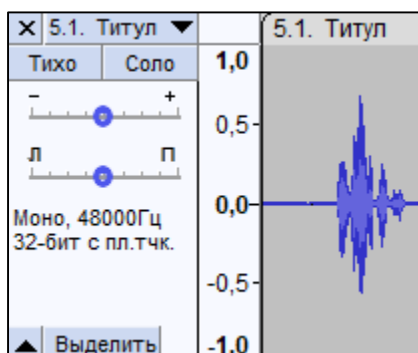 × 5.1. Титул ▼
Тихо Соло
- +
Л П
Моно, 48000Гц
32-бит с пл.тчк.
▲ Выделить
1,0
0,5-
0,0-
-0,5-
-1,0
5.1. Титул